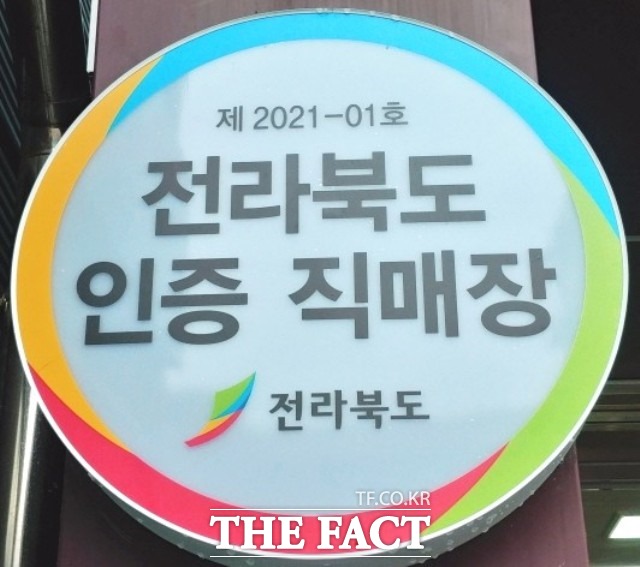 제 2021-01호
전라북도
인증 직매장
전라북도
TF.CO.KR
THE FACT